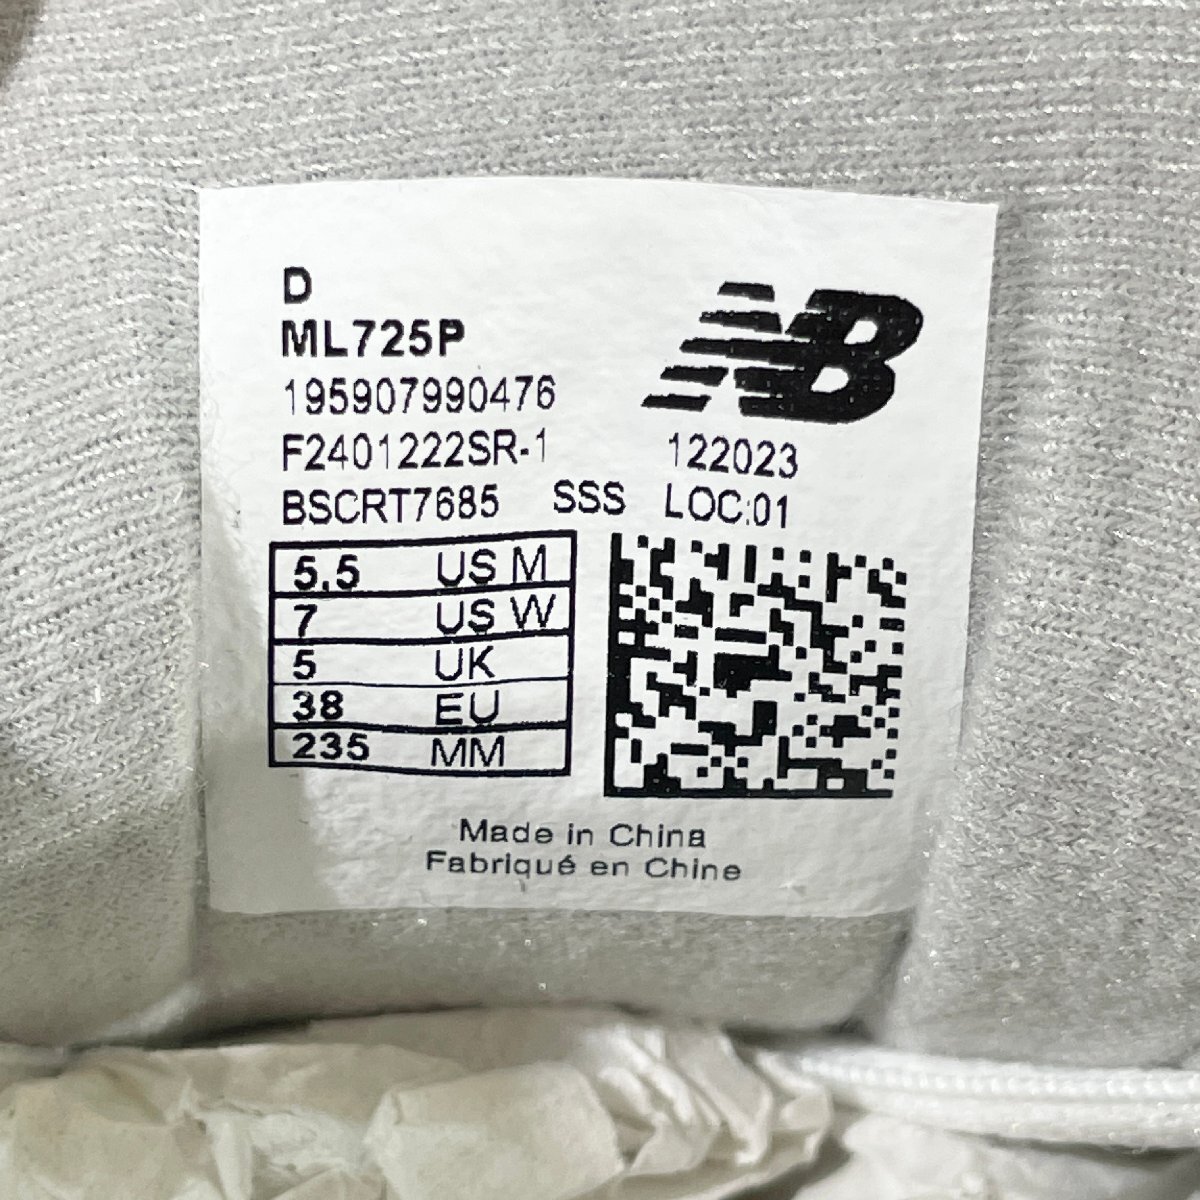 D
ML725P
NB
195907990476
F2401222SR-1 122023
BSCRT7685 SSS LOC:01
5.5 US M
7 US W
5 UK
38 EU
235 MM
Made in China
Fabriqué en Chine